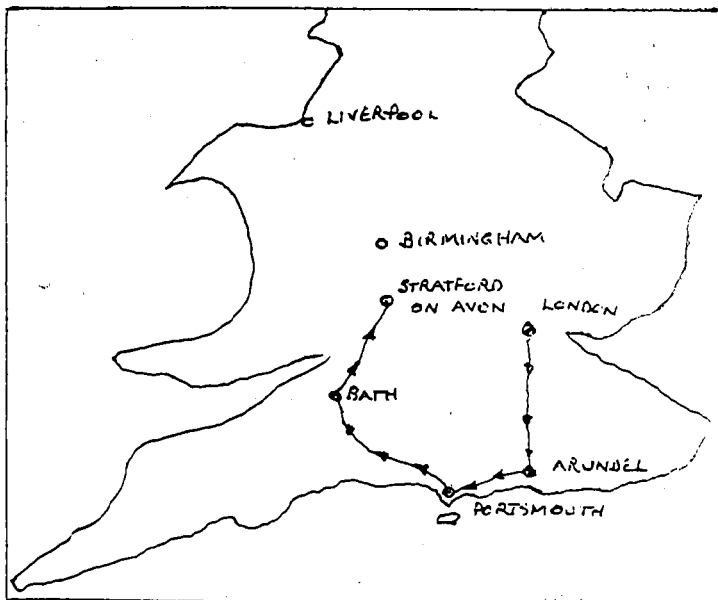 LIVERPOOL
BIRMINGHAM
STRATFORD
ON AVON
LONDON
BATH
ARUNDEL
PORTSMOUTH